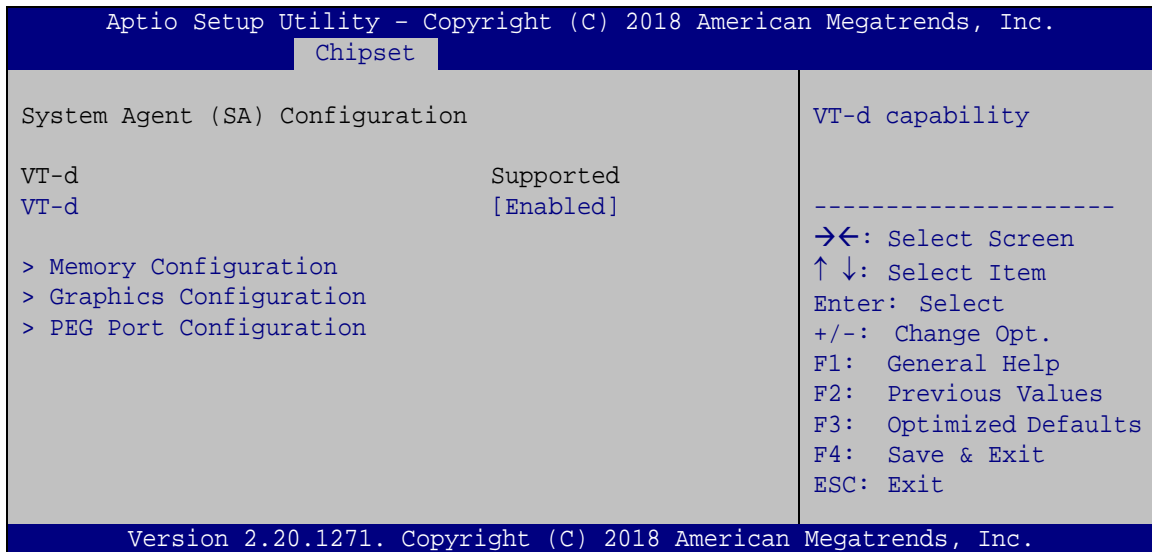 Aptio Setup Utility – Copyright (C) 2018 American Megatrends, Inc.
Chipset
System Agent (SA) Configuration
VT-d Supported
VT-d [Enabled]
> Memory Configuration
> Graphics Configuration
> PEG Port Configuration
VT-d capability
---------------------
→←: Select Screen
↑ ↓: Select Item
Enter: Select
+/-: Change Opt.
F1: General Help
F2: Previous Values
F3: Optimized Defaults
F4: Save & Exit
ESC: Exit
Version 2.20.1271. Copyright (C) 2018 American Megatrends, Inc.